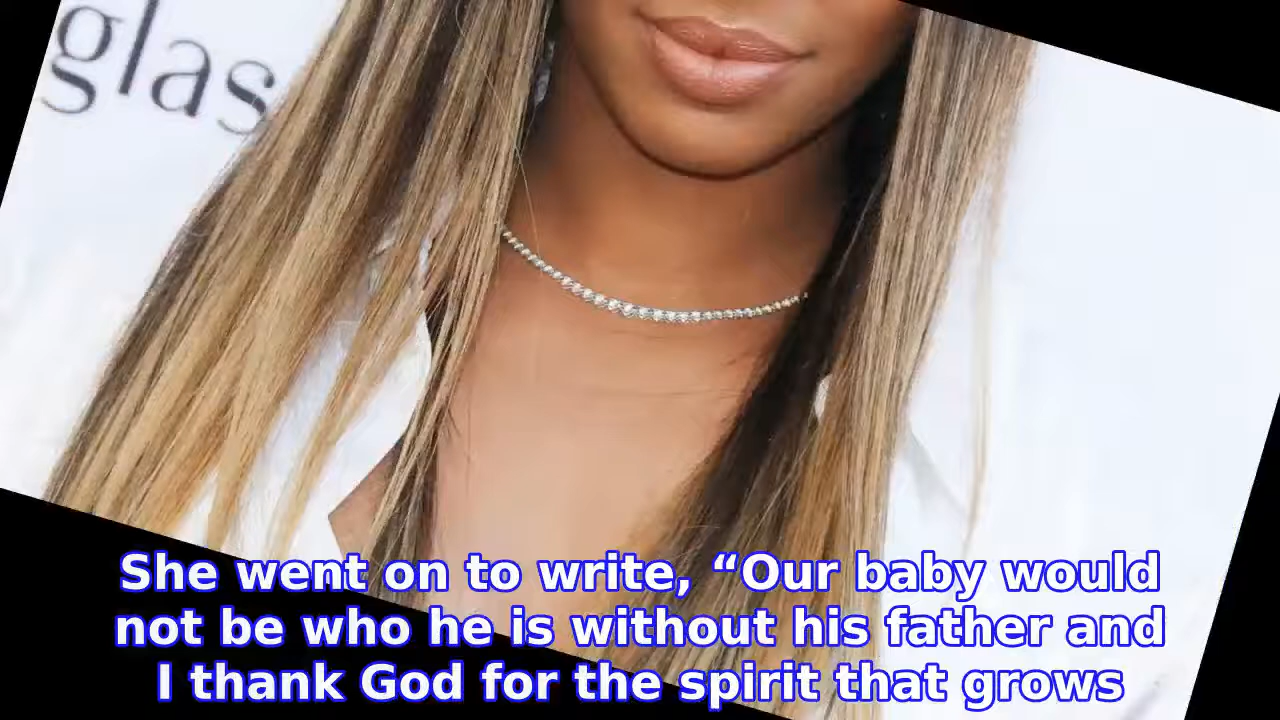 glas
She went on to write, “Our baby would
not be who he is without his father and
I thank God for the spirit that grows